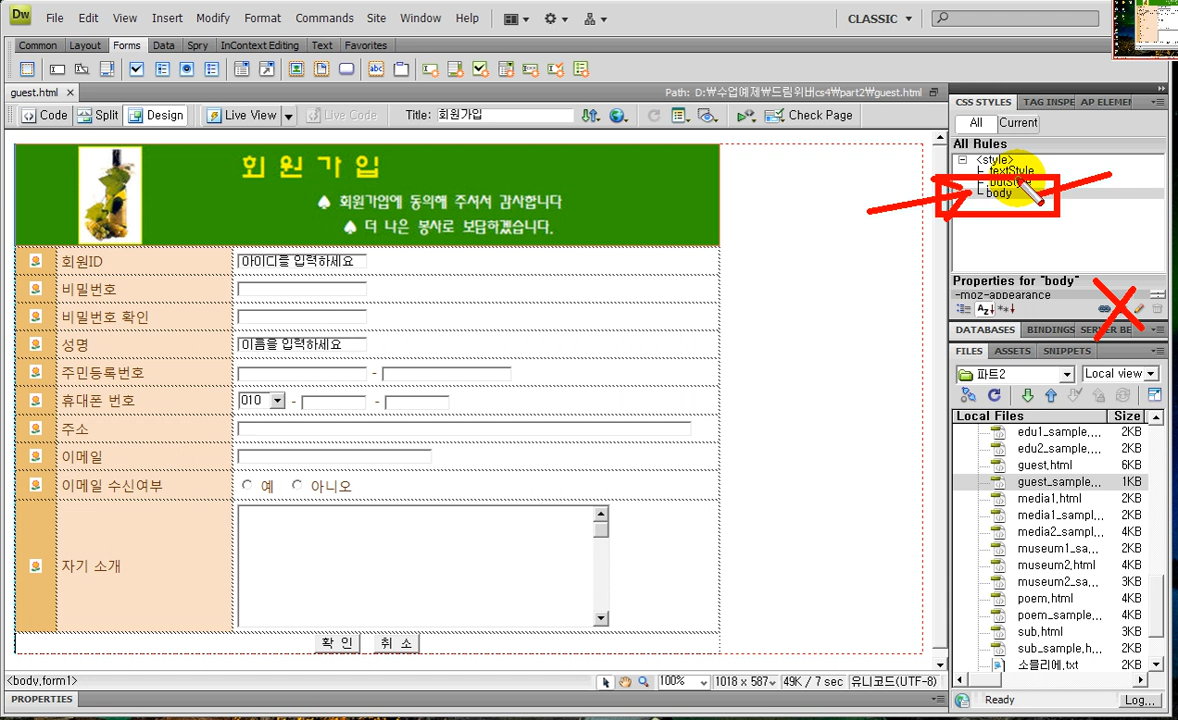 Dw File Edit View Insert Modify Format Commands Site Window Help CLASSIC
Common Layout Forms Data Spry InContext Editing Text Favorites
guest.html Path: D:₩수업예제₩드림위버cs4₩part2₩guest.html
Code Split Design Live View Live Code Title: 회원가입 Check Page
회 원 가 입
♠ 회원가입에 동의해 주셔서 감사합니다
♠ 더 나은 봉사로 보답하겠습니다.
회원ID 아이디를 입력하세요
비밀번호
비밀번호 확인
성명 이름을 입력하세요
주민등록번호 -
휴대폰 번호 010 - -
주소
이메일
이메일 수신여부 예 아니오
자기 소개
확 인 취 소
<body,form1> 100% 1018 x 587 49K / 7 sec 유니코드(UTF-8)
PROPERTIES
CSS STYLES TAG INSPE AP ELEMEN
All Current
All Rules
<style>
.textStyle
body
Properties for "body"
-moz-appearance
DATABASES BINDINGS SERVER BE
FILES ASSETS SNIPPETS
파트2 Local view
Local Files Size
edu1_sample,... 2KB
edu2_sample,... 2KB
guest,html 6KB
guest_sample,... 1KB
media1,html 2KB
media1_sampl,... 2KB
media2_sampl,... 4KB
museum1_sa,... 2KB
museum2,html 4KB
museum2_sa,... 3KB
poem,html 4KB
poem_sample,... 4KB
sub,html 3KB
sub_sample,h... 4KB
소믈리에,txt 2KB
Ready Log...